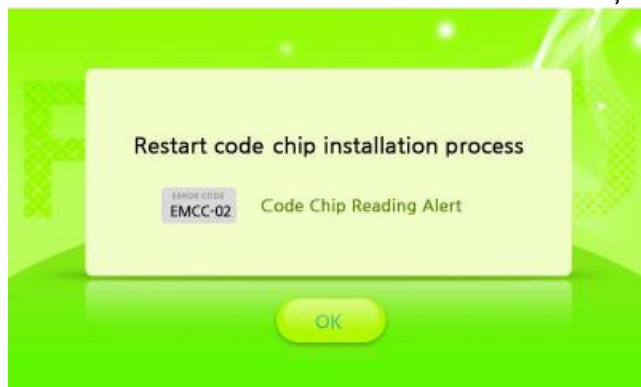 Restart code chip installation process
ERROR CODE
EMCC-02
Code Chip Reading Alert
OK